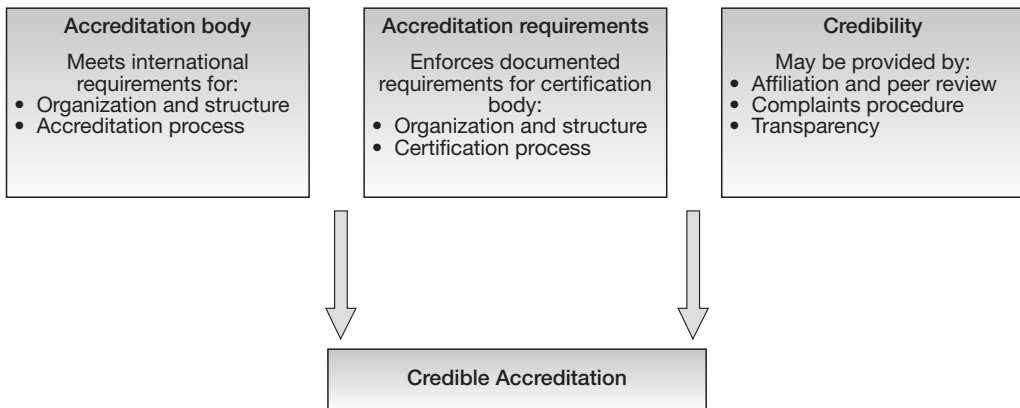 Accreditation body
Meets international
requirements for:
• Organization and structure
• Accreditation process
Accreditation requirements
Enforces documented
requirements for certification
body:
• Organization and structure
• Certification process
Credibility
May be provided by:
• Affiliation and peer review
• Complaints procedure
• Transparency
Credible Accreditation